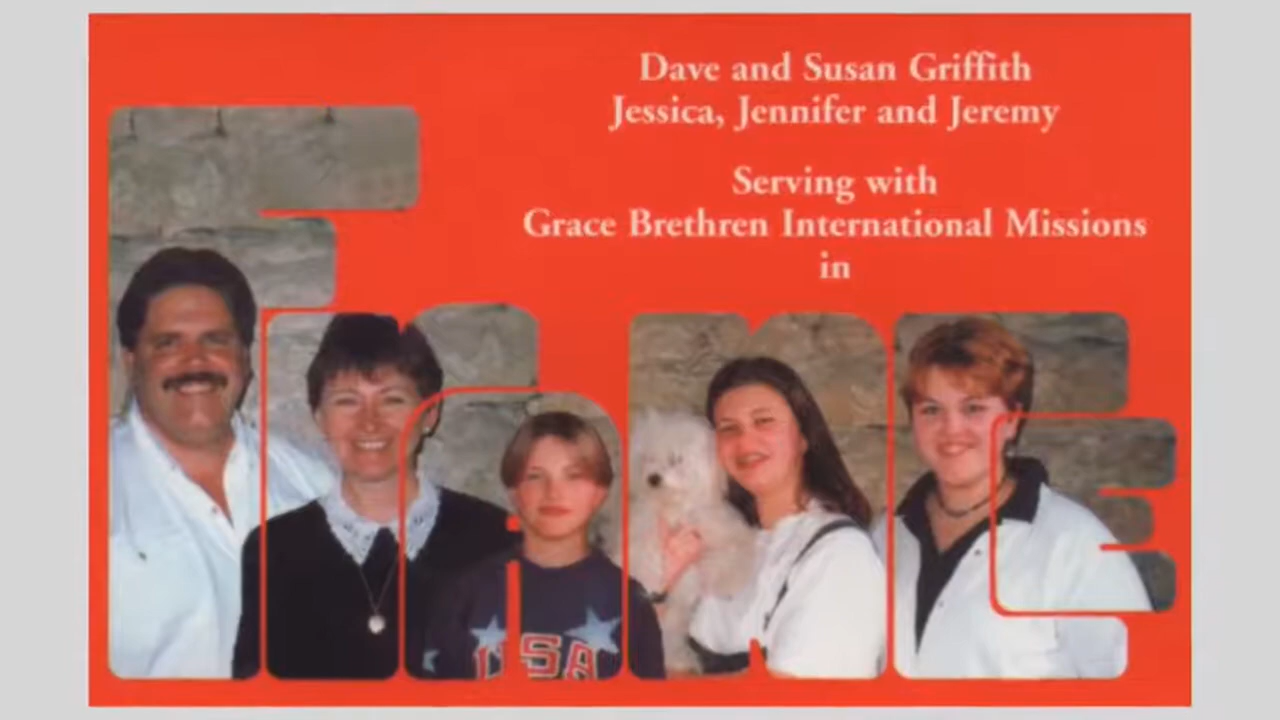 Dave and Susan Griffith
Jessica, Jennifer and Jeremy
Serving with
Grace Brethren International Missions
in
France
USA